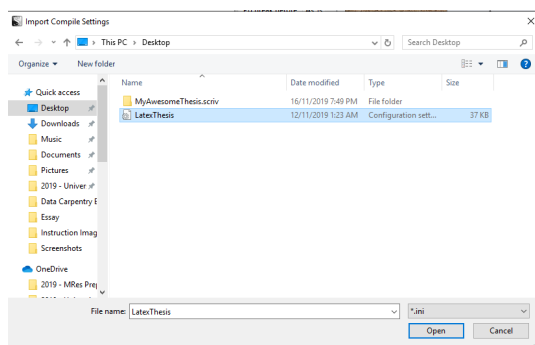 Import Compile Settings
This PC > Desktop
Search Desktop
Organize
New folder
Name
Date modified
Type
Size
Quick access
Desktop
Downloads
Music
Documents
Pictures
2019 - Univer
Data Carpentry E
Essay
Instruction Imag
Screenshots
OneDrive
2019 - MRes Prep
MyAwesomeThesis.scriv 16/11/2019 7:49 PM File folder
LatexThesis 12/11/2019 1:23 AM Configuration sett... 37 KB
File name: LatexThesis
*.ini
Open
Cancel